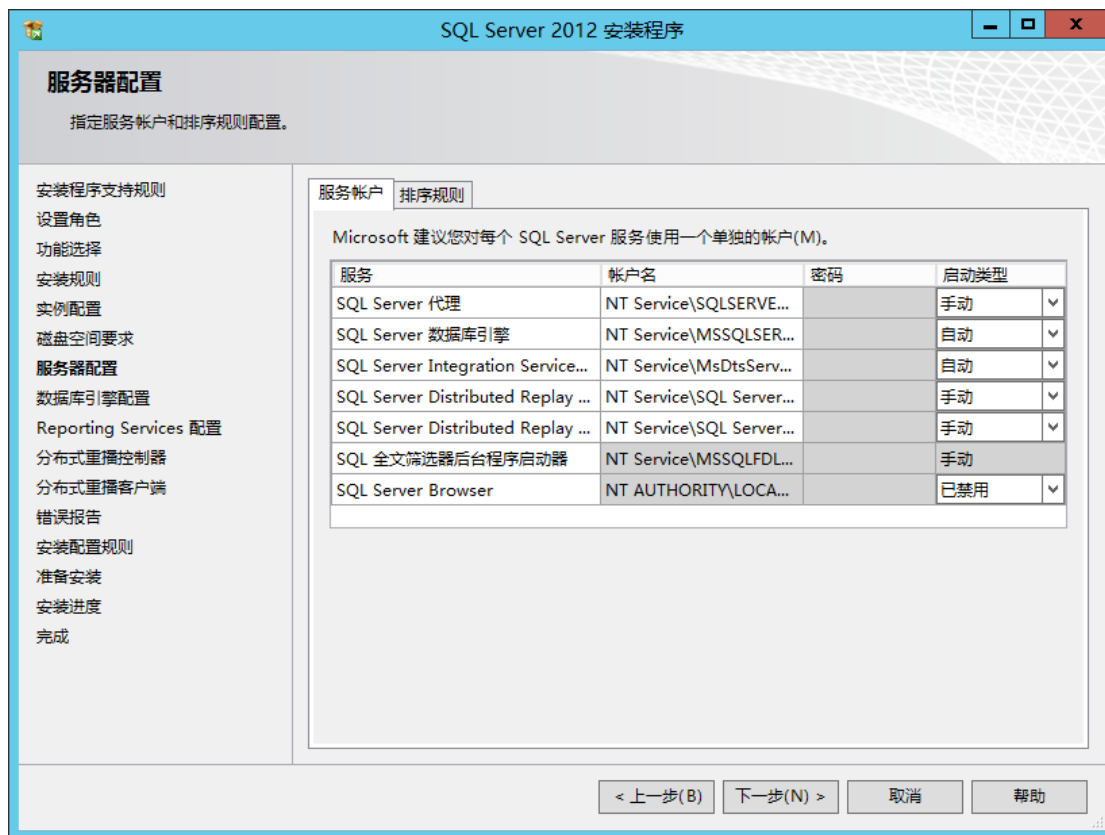 SQL Server 2012 安装程序
服务器配置
指定服务帐户和排序规则配置。
安装程序支持规则
设置角色
功能选择
安装规则
实例配置
磁盘空间要求
服务器配置
数据库引擎配置
Reporting Services 配置
分布式重播控制器
分布式重播客户端
错误报告
安装配置规则
准备安装
安装进度
完成
服务帐户 排序规则
Microsoft 建议您对每个 SQL Server 服务使用一个单独的帐户(M)。
服务 帐户名 密码 启动类型
SQL Server 代理 NT Service\SQLSERVE... 手动
SQL Server 数据库引擎 NT Service\MSSQLSER... 自动
SQL Server Integration Service... NT Service\MsDtsServ... 自动
SQL Server Distributed Replay ... NT Service\SQL Server... 手动
SQL Server Distributed Replay ... NT Service\SQL Server... 手动
SQL 全文筛选器后台程序启动器 NT Service\MSSQLFDL... 手动
SQL Server Browser NT AUTHORITY\LOCA... 已禁用
< 上一步(B) 下一步(N) > 取消 帮助